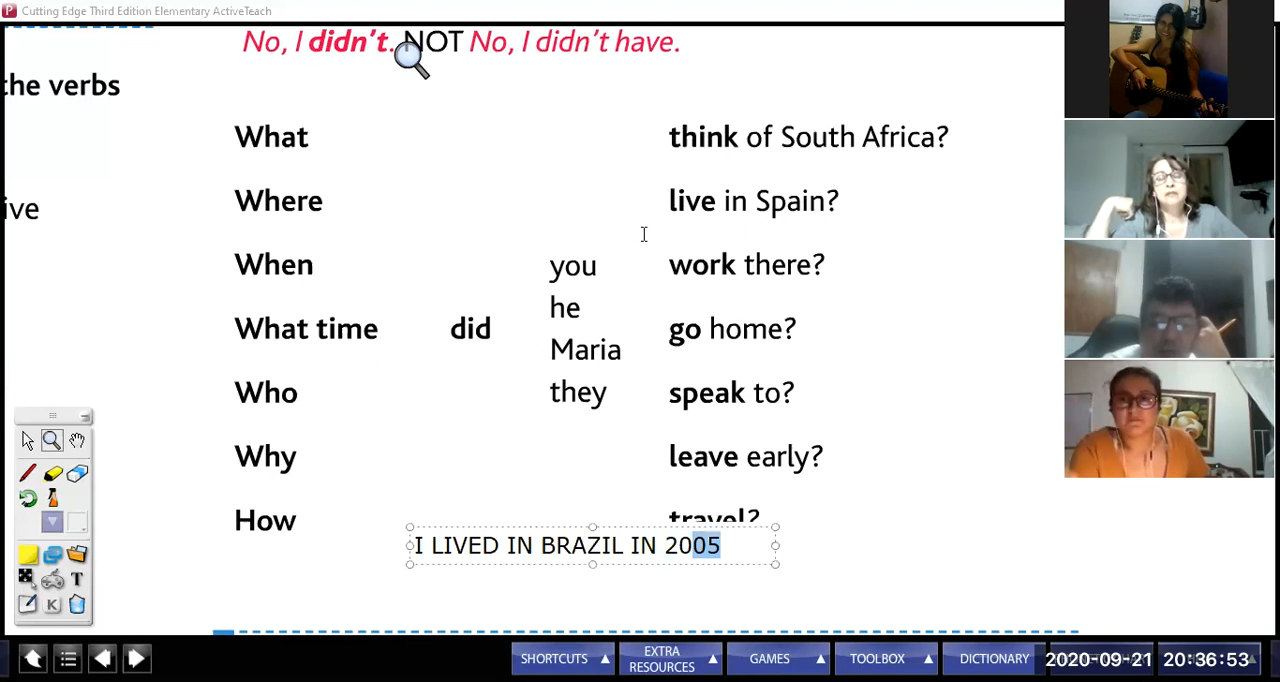 Cutting Edge Third Edition Elementary ActiveTeach
No, I didn't. NOT No, I didn't have.
the verbs
What think of South Africa?
Where live in Spain?
ive
When you work there?
he
What time did go home?
Maria
Who they speak to?
Why leave early?
How travel?
I LIVED IN BRAZIL IN 2005
T
K
SHORTCUTS EXTRA RESOURCES GAMES TOOLBOX DICTIONARY 2020-09-21 20:36:53